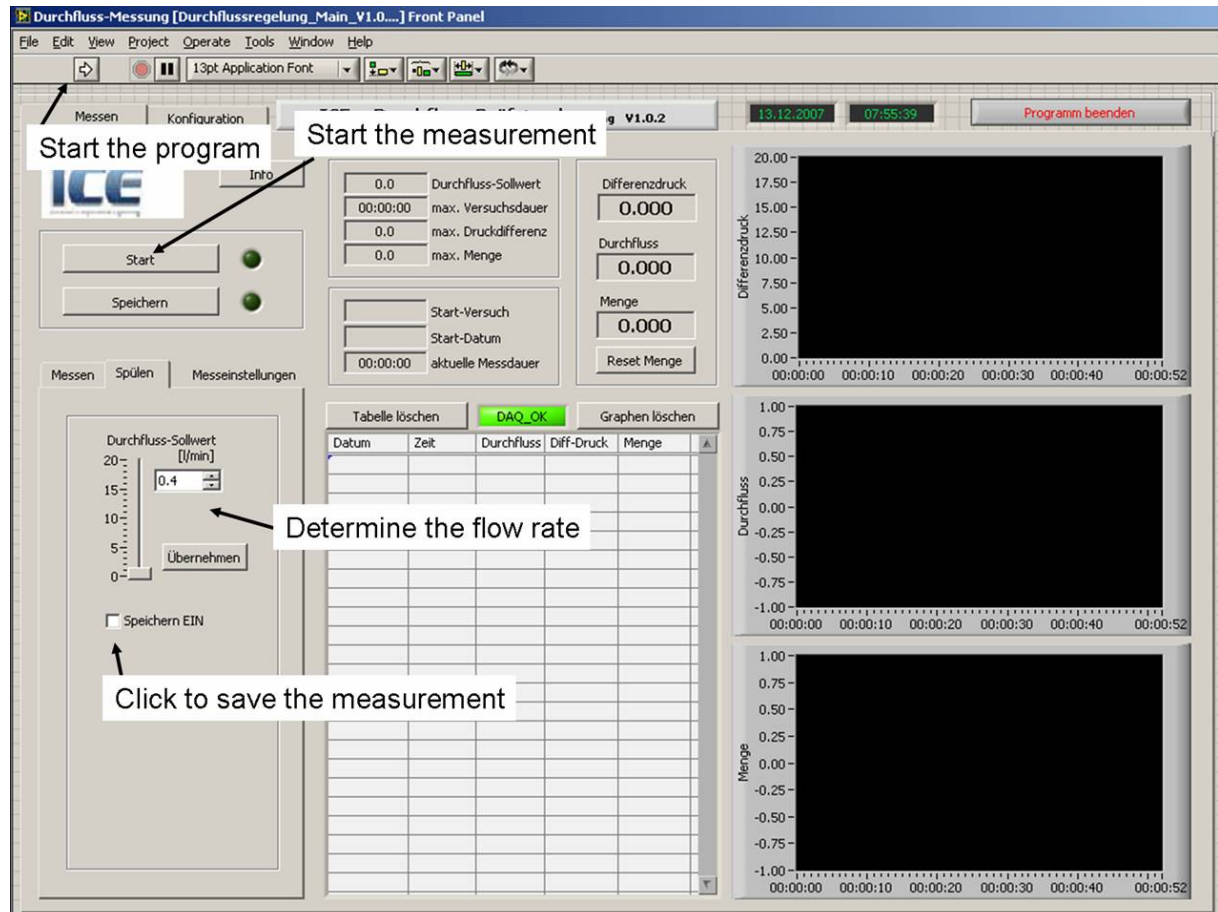 Durchfluss-Messung [Durchflussregelung_Main_V1.0....] Front Panel
File Edit View Project Operate Tools Window Help
13pt Application Font
Messen Konfiguration
V1.0.2
13.12.2007 07:55:39
Programm beenden
Start the program
Start the measurement
ICE
Info
Start
Speichern
0.0 Durchfluss-Sollwert
00:00:00 max. Versuchsdauer
0.0 max. Druckdifferenz
0.0 max. Menge
Start-Versuch
Start-Datum
00:00:00 aktuelle Messdauer
Differenzdruck
0.000
Durchfluss
0.000
Menge
0.000
Reset Menge
Messen Spülen Messeinstellungen
Durchfluss-Sollwert
[l/min]
0.4
20
15
10
5
0
Übernehmen
Speichern EIN
Determine the flow rate
Click to save the measurement
Tabelle löschen DAQ_OK Graphen löschen
Datum Zeit Durchfluss Diff-Druck Menge
Differenzdruck
20.00
17.50
15.00
12.50
10.00
7.50
5.00
2.50
0.00
00:00:00 00:00:10 00:00:20 00:00:30 00:00:40 00:00:52
Durchfluss
1.00
0.75
0.50
0.25
0.00
-0.25
-0.50
-0.75
-1.00
00:00:00 00:00:10 00:00:20 00:00:30 00:00:40 00:00:52
Menge
1.00
0.75
0.50
0.25
0.00
-0.25
-0.50
-0.75
-1.00
00:00:00 00:00:10 00:00:20 00:00:30 00:00:40 00:00:52